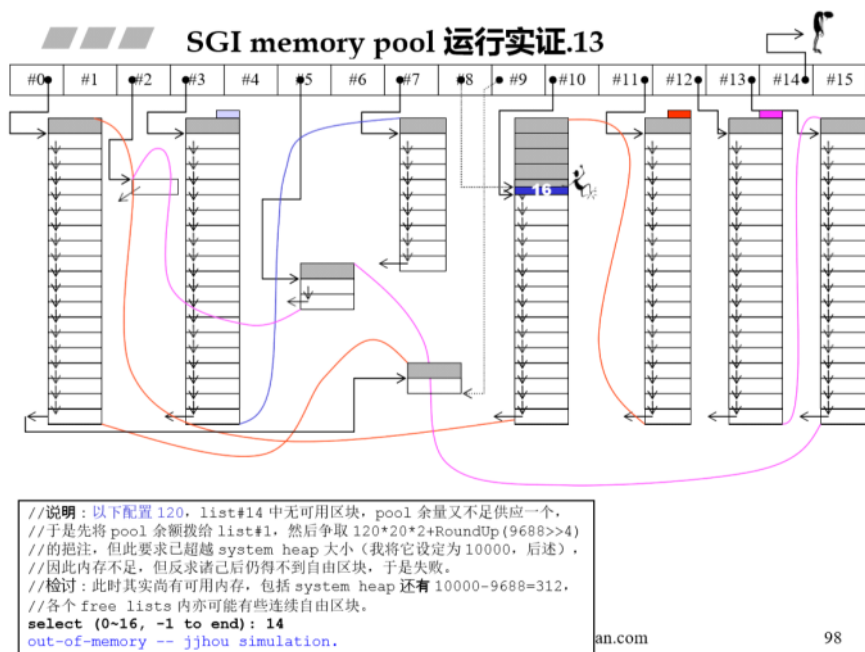 SGI memory pool 运行实证.13
#0 #1 #2 #3 #4 #5 #6 #7 #8 #9 #10 #11 #12 #13 #14 #15
16
//说明：以下配置 120，list#14 中无可用区块，pool 余量又不足供应一个，
//于是先将 pool 余额拨给 list#1，然后争取 120*20*2+RoundUp(9688>>4)
//的挹注，但此要求已超越 system heap 大小（我将它设定为 10000，后述），
//因此内存不足，但反求诸己后仍得不到自由区块，于是失败。
//检讨：此时其实尚有可用内存，包括 system heap 还有 10000-9688=312，
//各个 free lists 内亦可能有些连续自由区块。
select (0~16, -1 to end): 14
out-of-memory -- jjhou simulation.
an.com
98